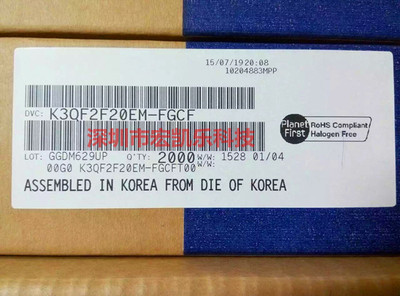 15/07/19 20:08
10204883MPP
DVC: K3QF2F20EM-FGCF
Planet First
RoHS Compliant
Halogen Free
深圳市宏凯乐科技
LOT: GGDM629UP Q'TY: 2000 W/W: 1528 01/04
00G0 K3QF2F20EM-FGCFT00 W/W:
ASSEMBLED IN KOREA FROM DIE OF KOREA